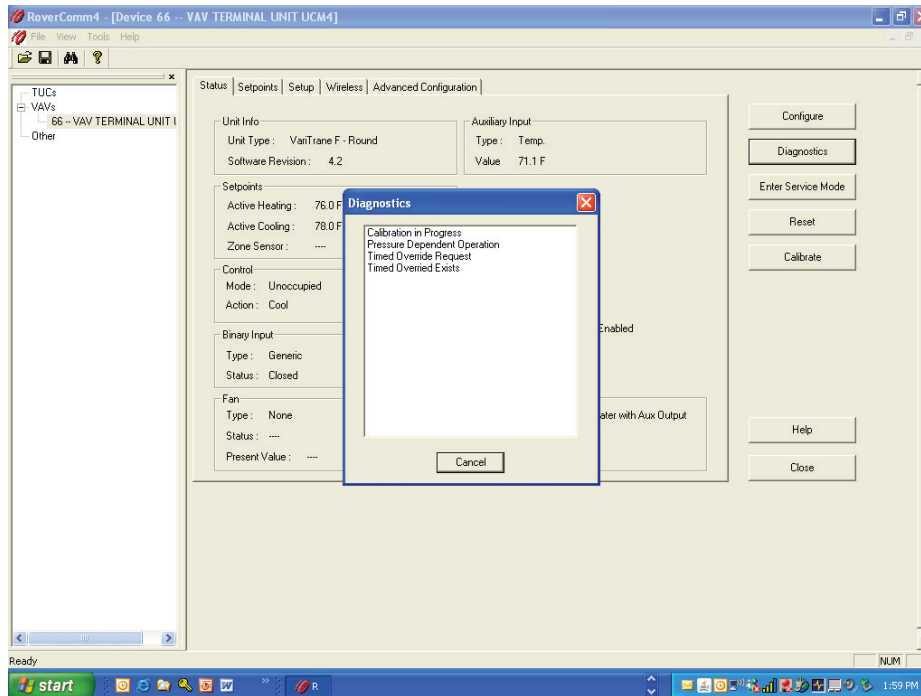 RoverComm4 - [Device 66 -- VAV TERMINAL UNIT UCM4]
File View Tools Help
TUCs
VAVs
66 -- VAV TERMINAL UNIT
Other
Status Setpoints Setup Wireless Advanced Configuration
Unit Info
Unit Type : VariTrane F - Round
Software Revision : 4.2
Auxiliary Input
Type : Temp.
Value 71.1 F
Setpoints
Active Heating : 76.0 F
Active Cooling : 78.0 F
Zone Sensor : ----
Control
Mode : Unoccupied
Action : Cool
Binary Input
Type : Generic
Status : Closed
Fan
Type : None
Status : ----
Present Value : ----
Enabled
ater with Aux Output
Diagnostics
Calibration in Progress
Pressure Dependent Operation
Timed Override Request
Timed Overried Exists
Cancel
Configure
Diagnostics
Enter Service Mode
Reset
Calibrate
Help
Close
Ready
NUM
start
R
1:59 PM